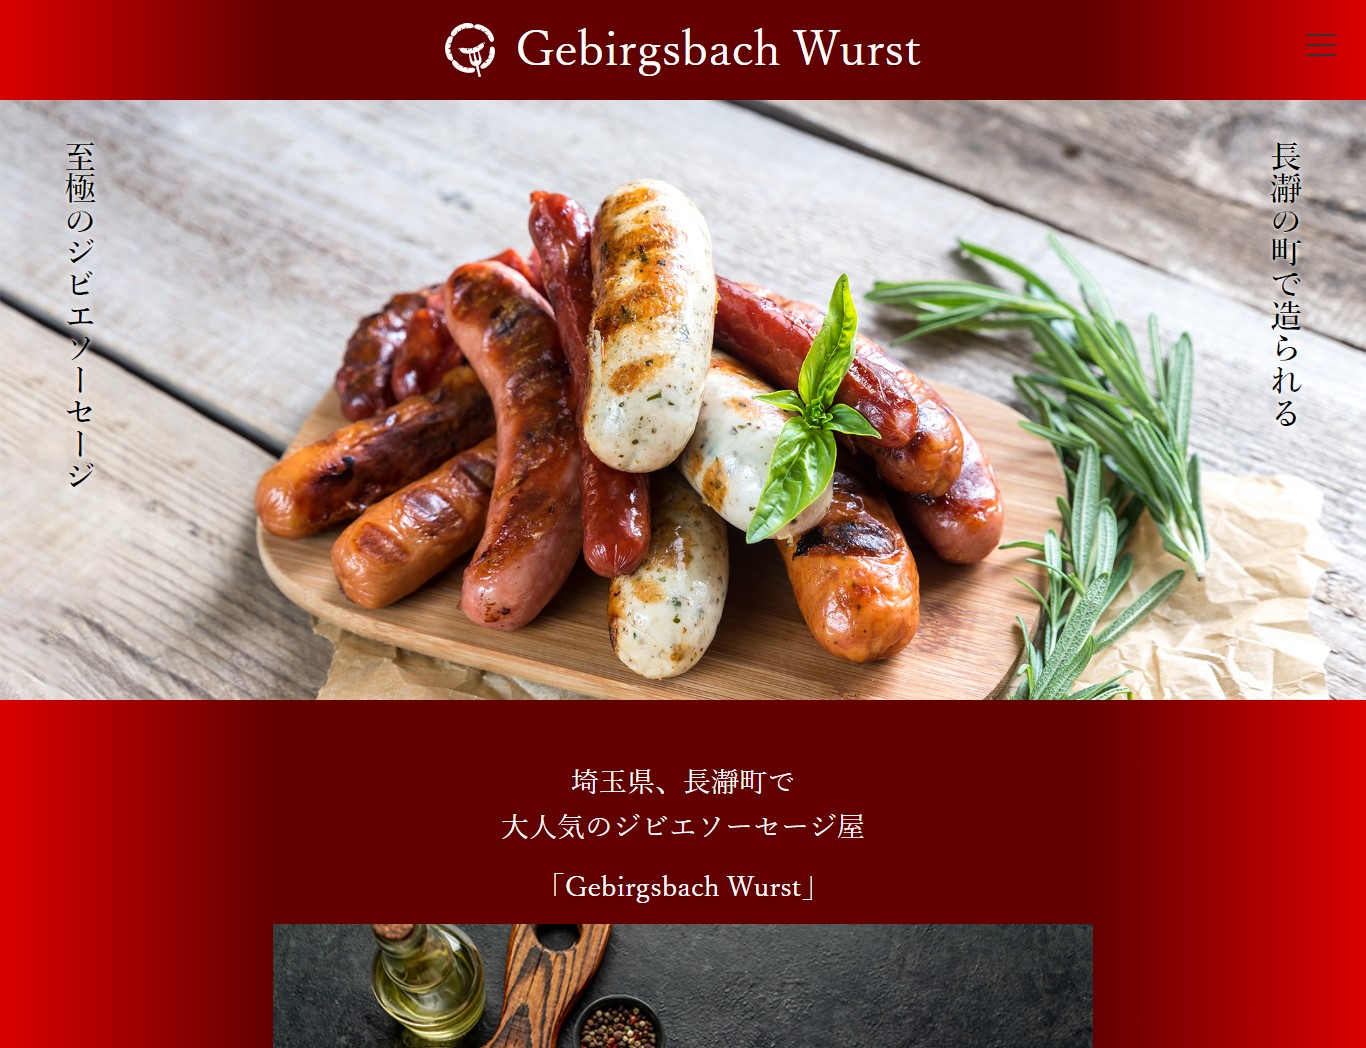 Gebirgsbach Wurst
長瀞の町で造られる
至極のジビエソーセージ
埼玉県、長瀞町で
大人気のジビエソーセージ屋
「Gebirgsbach Wurst」